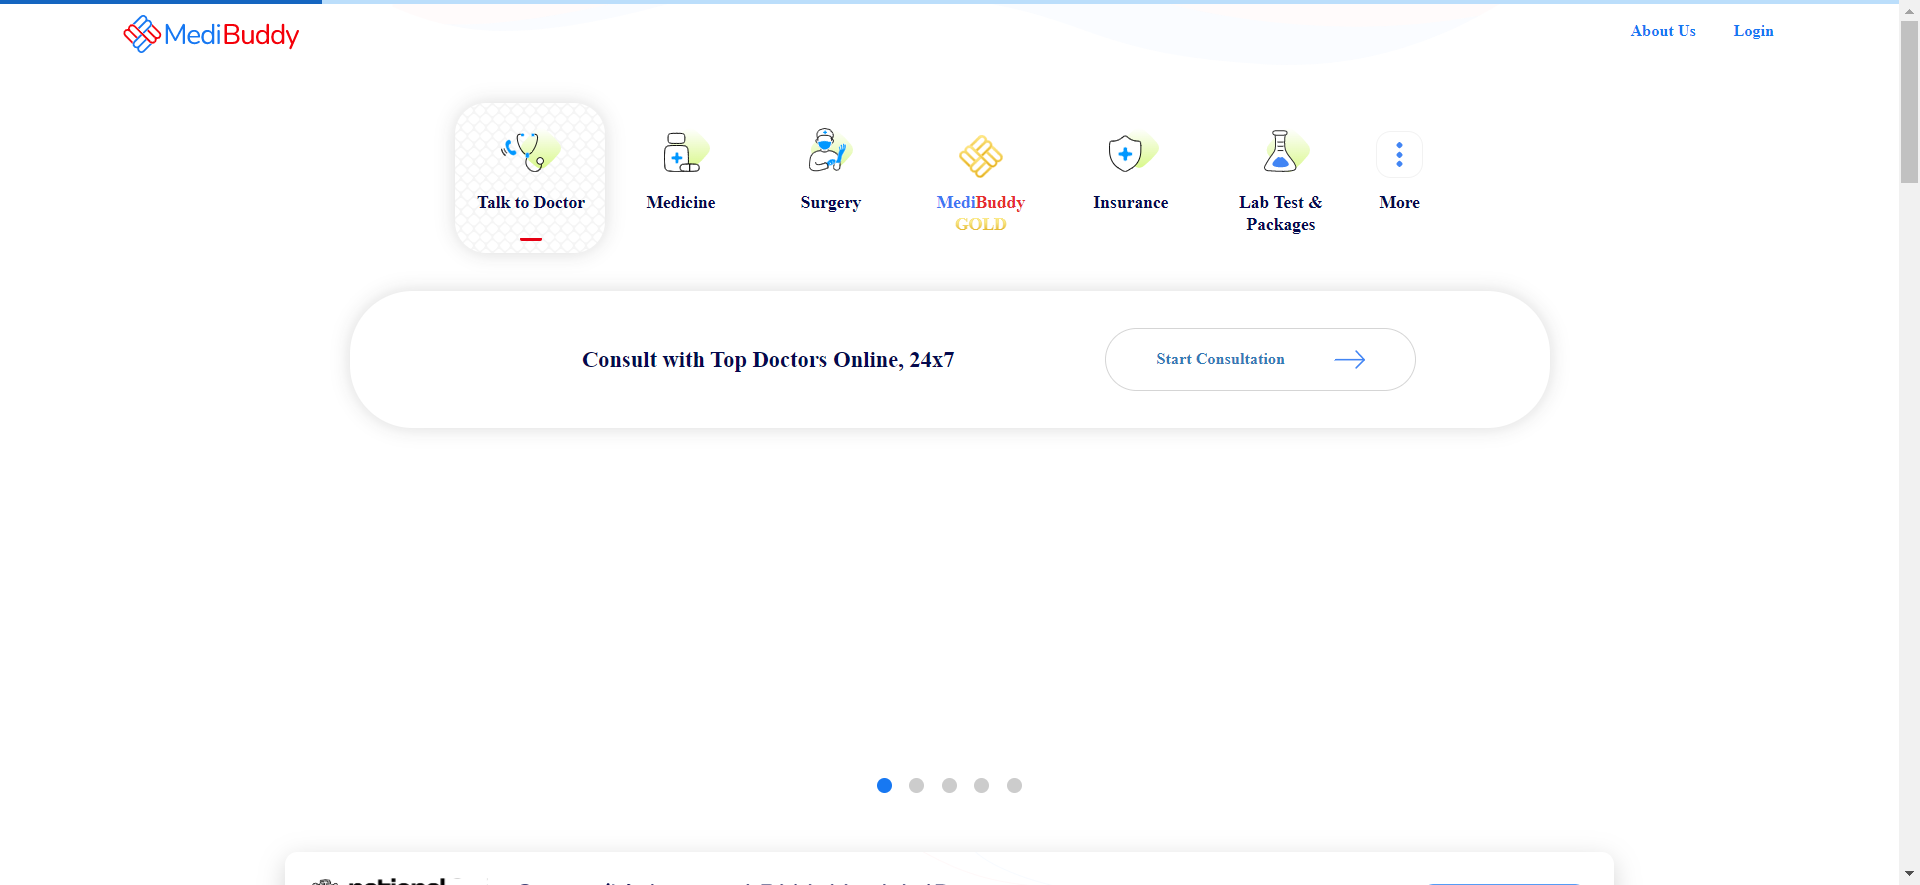 MediBuddy
About Us
Login
Talk to Doctor
Medicine
Surgery
MediBuddy
GOLD
Insurance
Lab Test &
Packages
More
Consult with Top Doctors Online, 24x7
Start Consultation
national